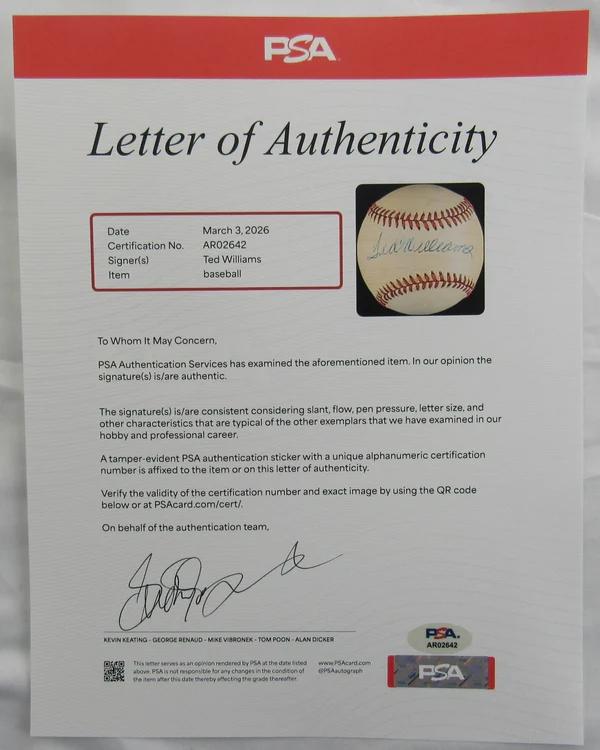 PSA
Letter of Authenticity
Date March 3, 2026
Certification No. AR02642
Signer(s) Ted Williams
Item baseball
Ted Williams
To Whom It May Concern,
PSA Authentication Services has examined the aforementioned item. In our opinion the
signature(s) is/are authentic.
The signature(s) is/are consistent considering slant, flow, pen pressure, letter size, and
other characteristics that are typical of the other exemplars that we have examined in our
hobby and professional career.
A tamper-evident PSA authentication sticker with a unique alphanumeric certification
number is affixed to the item or on this letter of authenticity.
Verify the validity of the certification number and exact image by using the QR code
below or at PSAcard.com/cert/.
On behalf of the authentication team,
KEVIN KEATING - GEORGE RENAUD - MIKE VIBRONEK - TOM POON - ALAN DICKER
This letter serves as an opinion rendered by PSA at the date listed
above. PSA is not responsible for any changes in the condition of
the item after this date thereby affecting the grade thereafter.
www.PSAcard.com
@PSAautograph
PSA.
AR02642
PSA